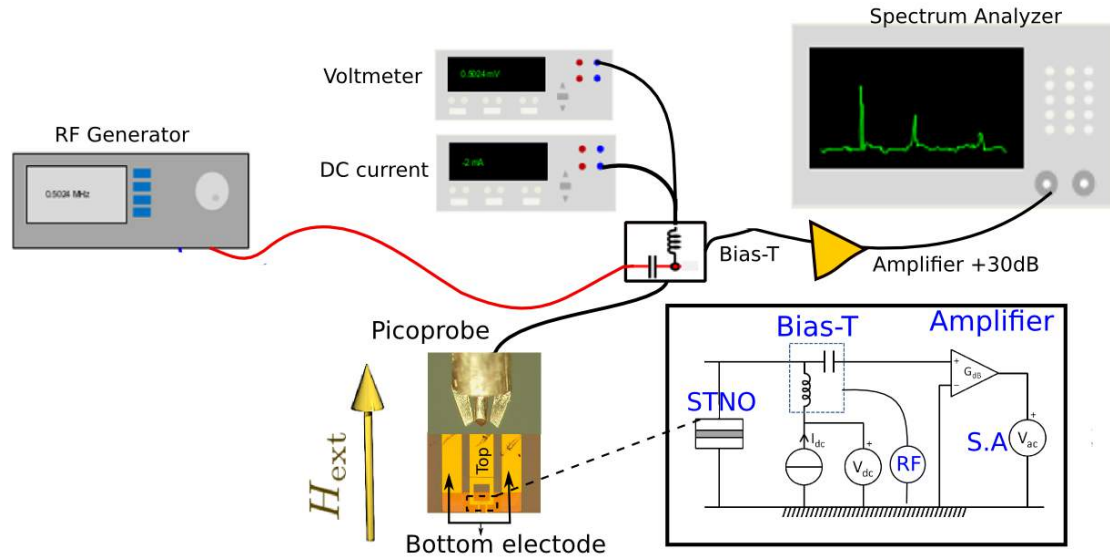 Spectrum Analyzer
Voltmeter
0.5024 mV
RF Generator
DC current
-2 mA
0.5024 MHz
Bias-T
Amplifier +30dB
Picoprobe
Bias-T
Amplifier
H_ext
Top
STNO
G_dB
+
−
I_dc
+
V_dc
RF
S.A
+
V_ac
Bottom electode